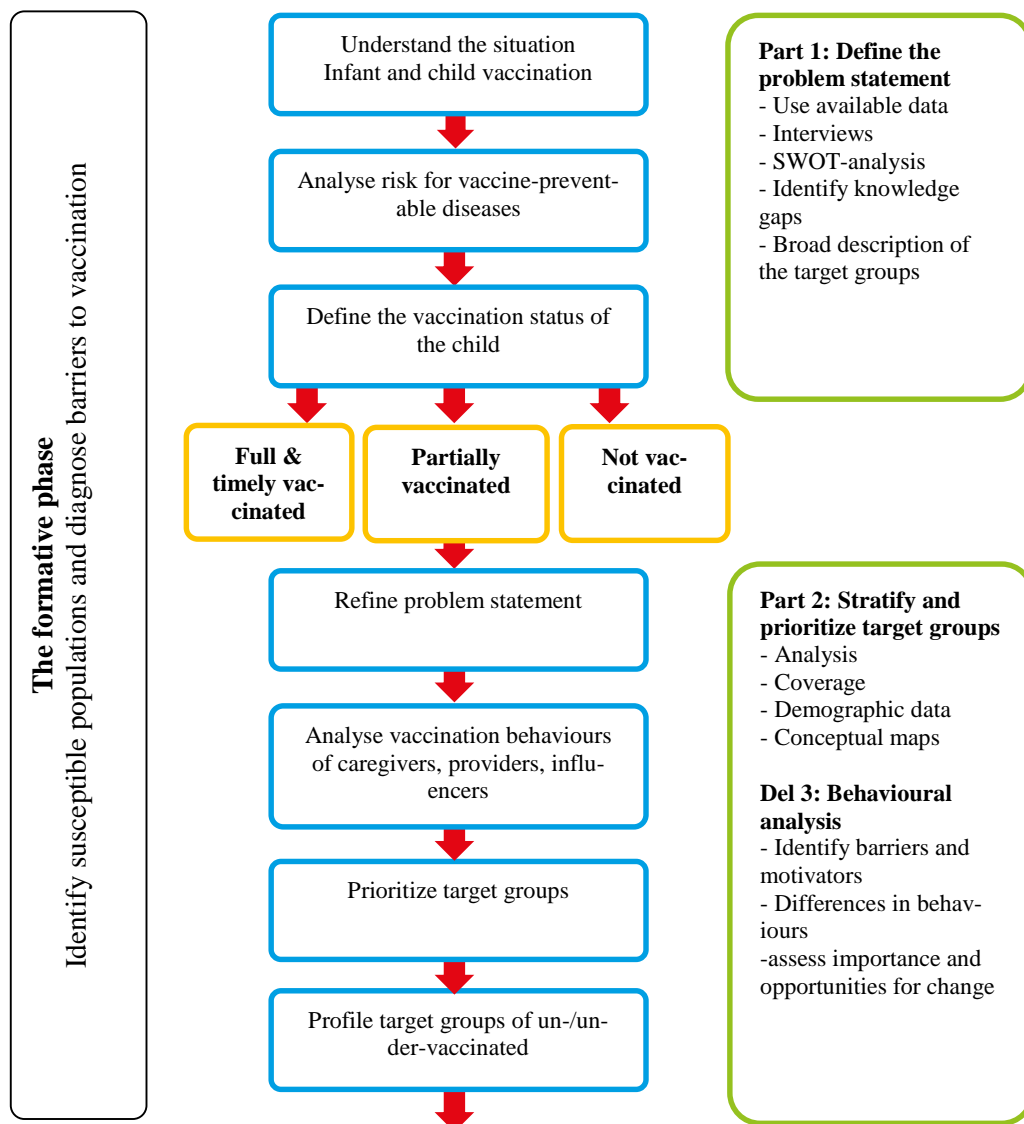 The formative phase
Identify susceptible populations and diagnose barriers to vaccination
Understand the situation
Infant and child vaccination
Analyse risk for vaccine-prevent-
able diseases
Define the vaccination status of
the child
Full &
timely vac-
cinated
Partially
vaccinated
Not vac-
cinated
Refine problem statement
Analyse vaccination behaviours
of caregivers, providers, influ-
encers
Prioritize target groups
Profile target groups of un-/un-
der-vaccinated
Part 1: Define the
problem statement
- Use available data
- Interviews
- SWOT-analysis
- Identify knowledge
gaps
- Broad description of
the target groups
Part 2: Stratify and
prioritize target groups
- Analysis
- Coverage
- Demographic data
- Conceptual maps
Del 3: Behavioural
analysis
- Identify barriers and
motivators
- Differences in behav-
iours
-assess importance and
opportunities for change